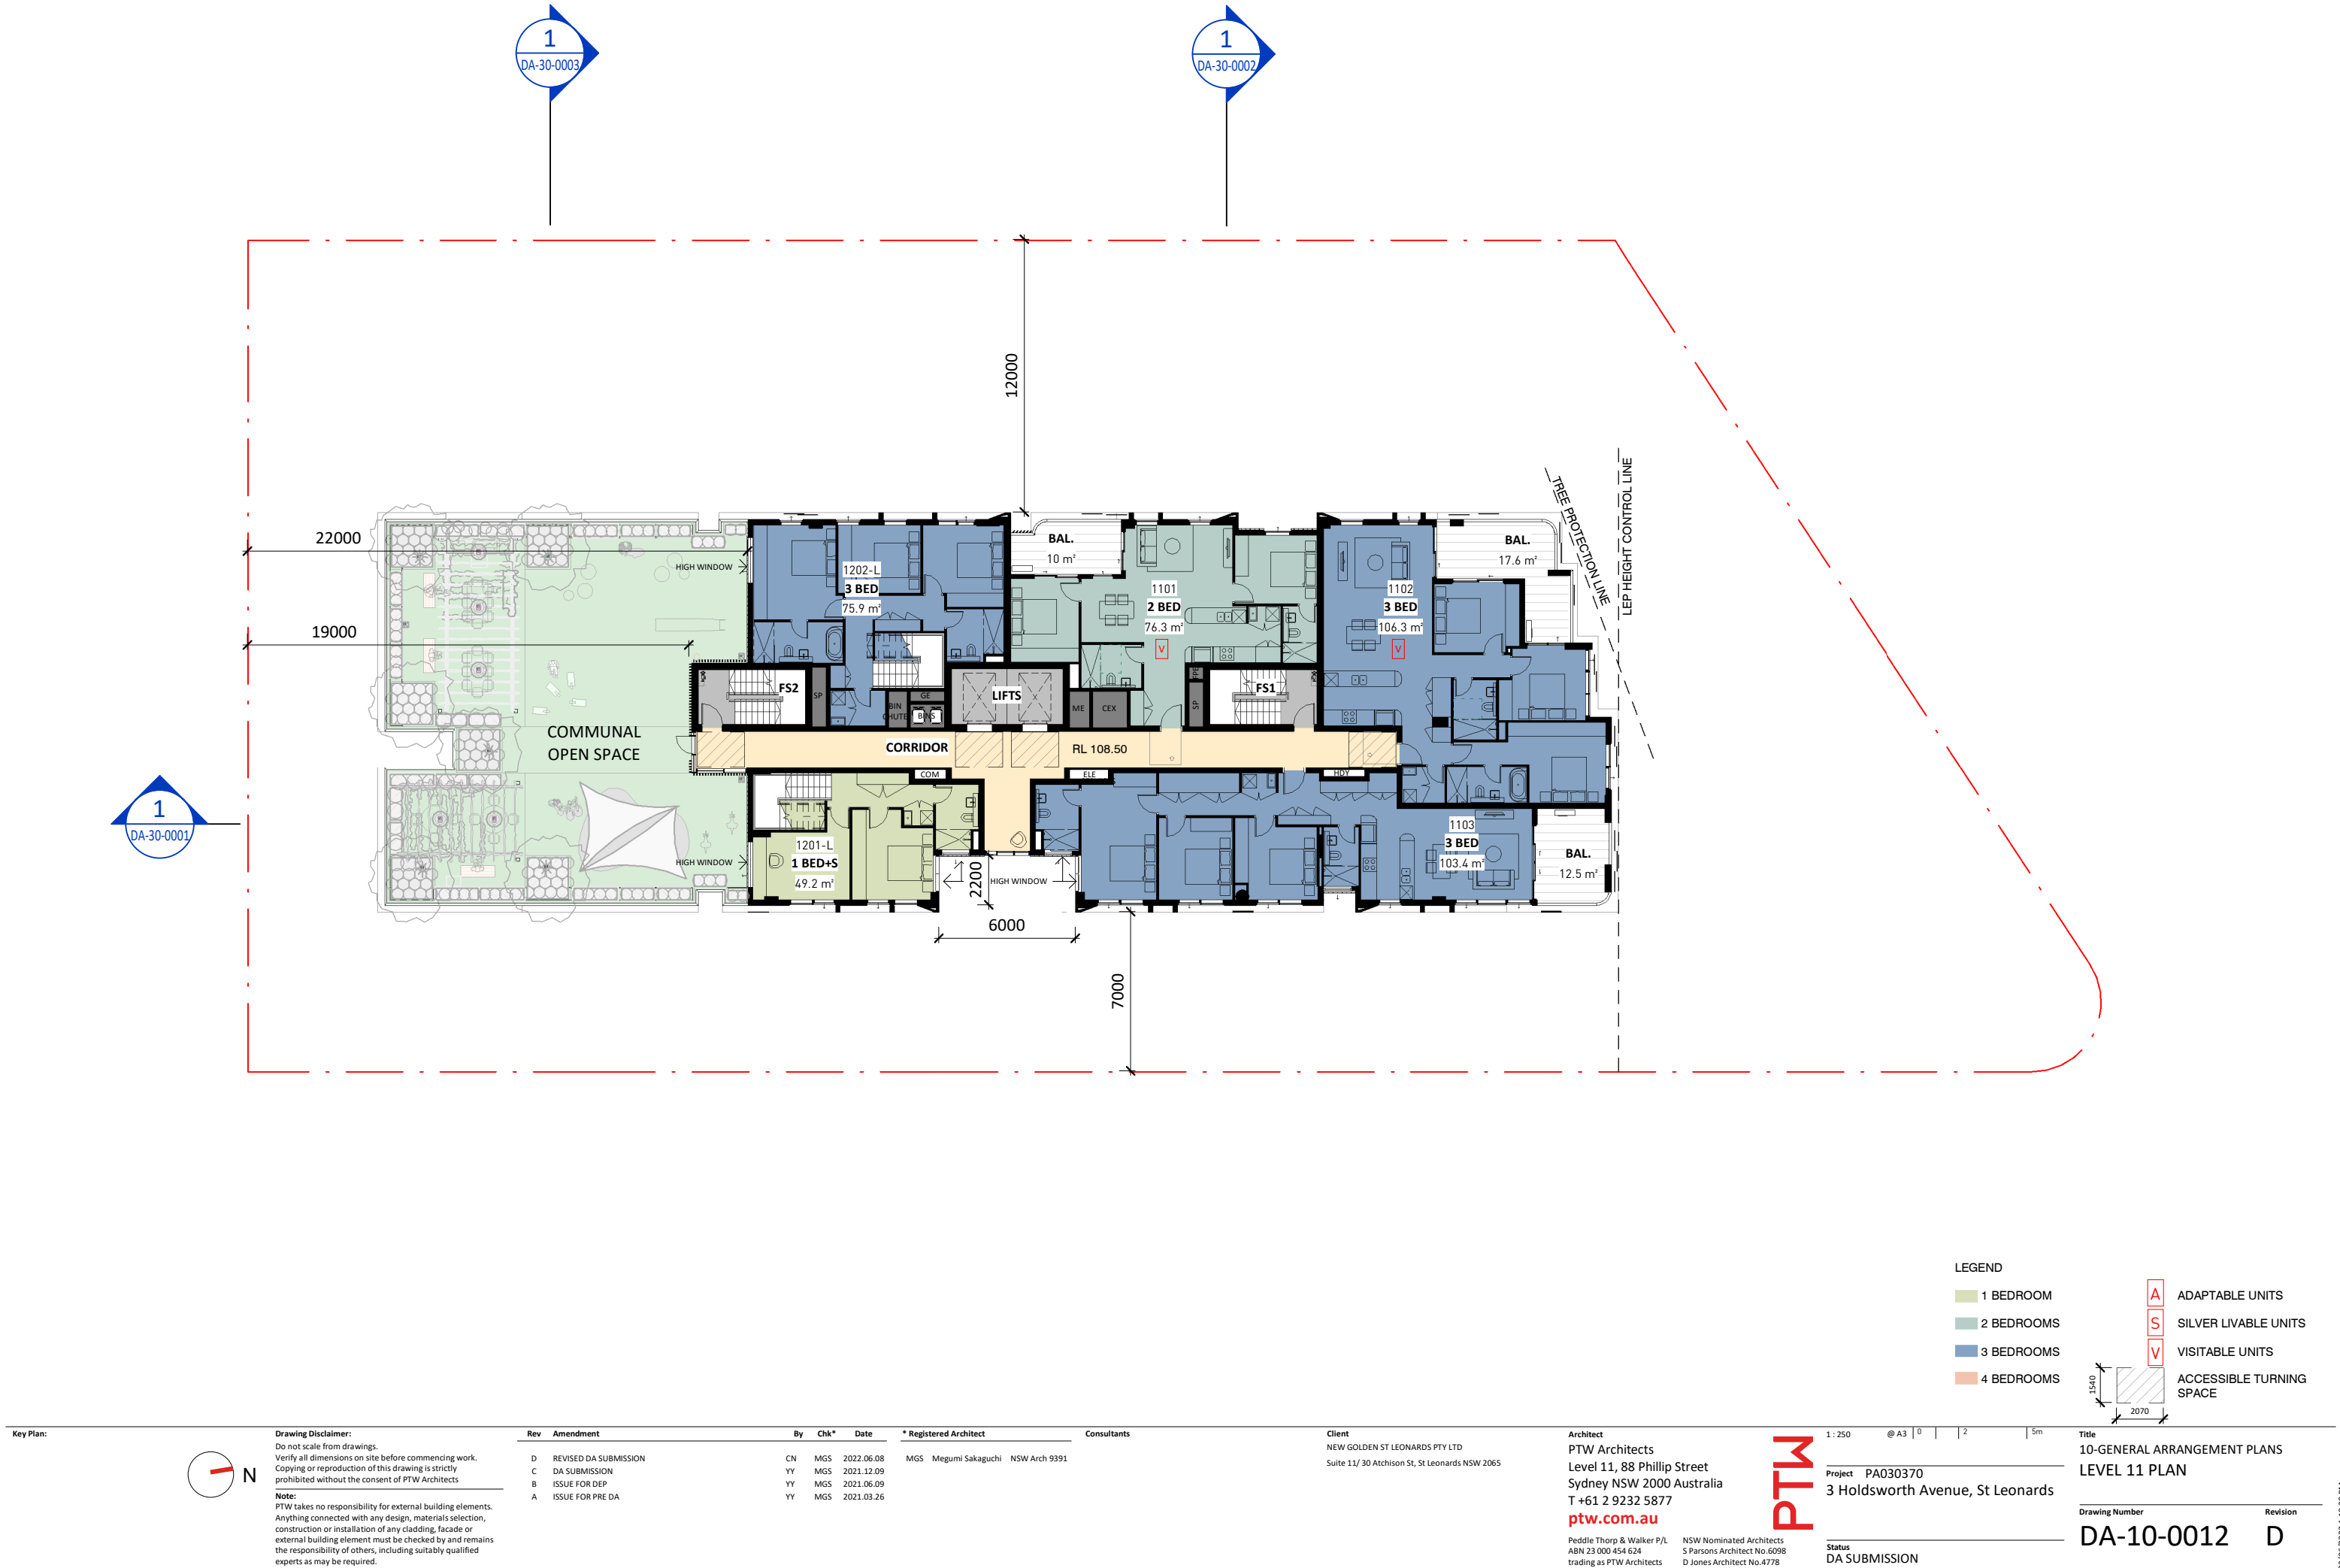 1
DA-30-0003
1
DA-30-0002
12000
22000
19000
TREE PROTECTION LINE
LEP HEIGHT CONTROL LINE
HIGH WINDOW
1202-L
3 BED
75.9 m²
BAL.
10 m²
1101
2 BED
76.3 m²
V
1102
3 BED
106.3 m²
V
BAL.
17.6 m²
FS2
SP
BIN CHUTE
GE
BINS
LIFTS
ME
CEX
SP
FS1
COMMUNAL
OPEN SPACE
CORRIDOR
RL 108.50
COM
ELE
HDY
1
DA-30-0001
HIGH WINDOW
1201-L
1 BED+S
49.2 m²
2200
HIGH WINDOW
6000
1103
3 BED
103.4 m²
BAL.
12.5 m²
7000
LEGEND
1 BEDROOM
2 BEDROOMS
3 BEDROOMS
4 BEDROOMS
A ADAPTABLE UNITS
S SILVER LIVABLE UNITS
V VISITABLE UNITS
ACCESSIBLE TURNING
SPACE
1540
2070
Key Plan:
N
Drawing Disclaimer:
Do not scale from drawings.
Verify all dimensions on site before commencing work.
Copying or reproduction of this drawing is strictly
prohibited without the consent of PTW Architects
Note:
PTW takes no responsibility for external building elements.
Anything connected with any design, materials selection,
construction or installation of any cladding, facade or
external building element must be checked by and remains
the responsibility of others, including suitably qualified
experts as may be required.
Rev Amendment By Chk* Date
D REVISED DA SUBMISSION CN MGS 2022.06.08
C DA SUBMISSION YY MGS 2021.12.09
B ISSUE FOR DEP YY MGS 2021.06.09
A ISSUE FOR PRE DA YY MGS 2021.03.26
* Registered Architect
MGS Megumi Sakaguchi NSW Arch 9391
Consultants
Client
NEW GOLDEN ST LEONARDS PTY LTD
Suite 11/ 30 Atchison St, St Leonards NSW 2065
Architect
PTW Architects
Level 11, 88 Phillip Street
Sydney NSW 2000 Australia
T +61 2 9232 5877
ptw.com.au
Peddle Thorp & Walker P/L
ABN 23 000 454 624
trading as PTW Architects
NSW Nominated Architects
S Parsons Architect No.6098
D Jones Architect No.4778
PTW
1 : 250 @ A3 0 2 5m
Project PA030370
3 Holdsworth Avenue, St Leonards
Status
DA SUBMISSION
Title
10-GENERAL ARRANGEMENT PLANS
LEVEL 11 PLAN
Drawing Number
DA-10-0012
Revision
D